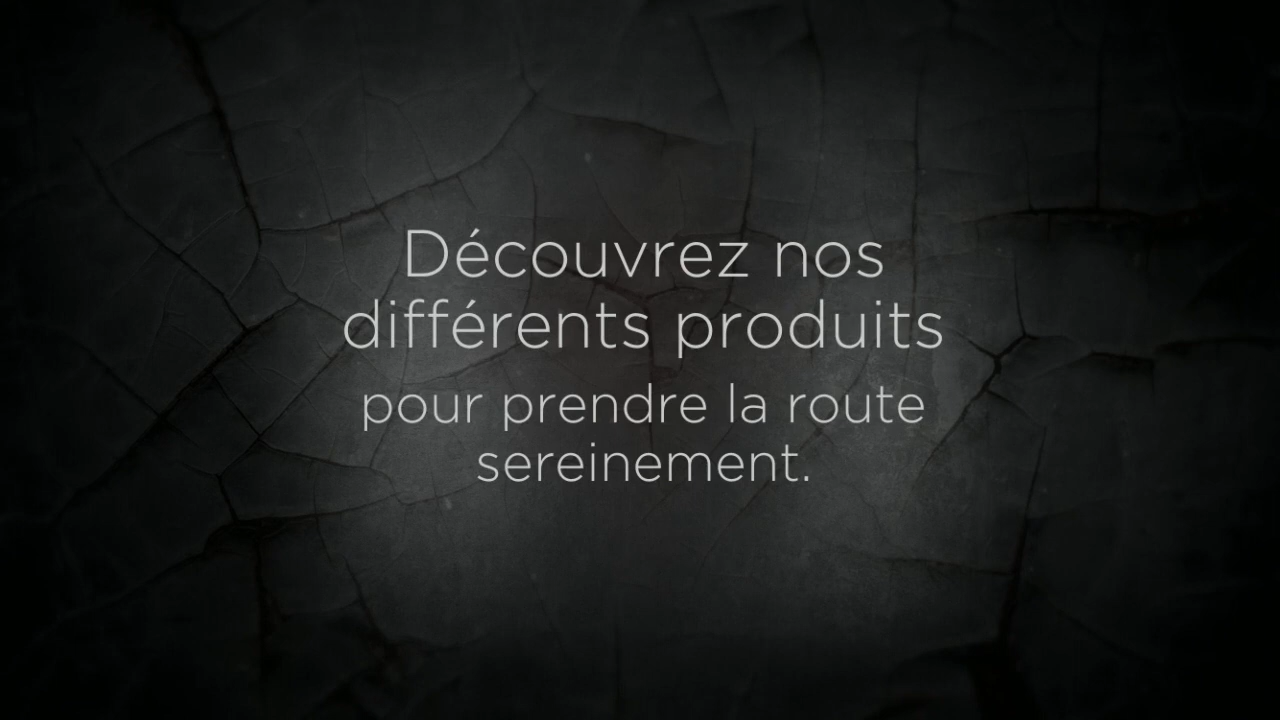 Découvrez nos
différents produits
pour prendre la route
sereinement.